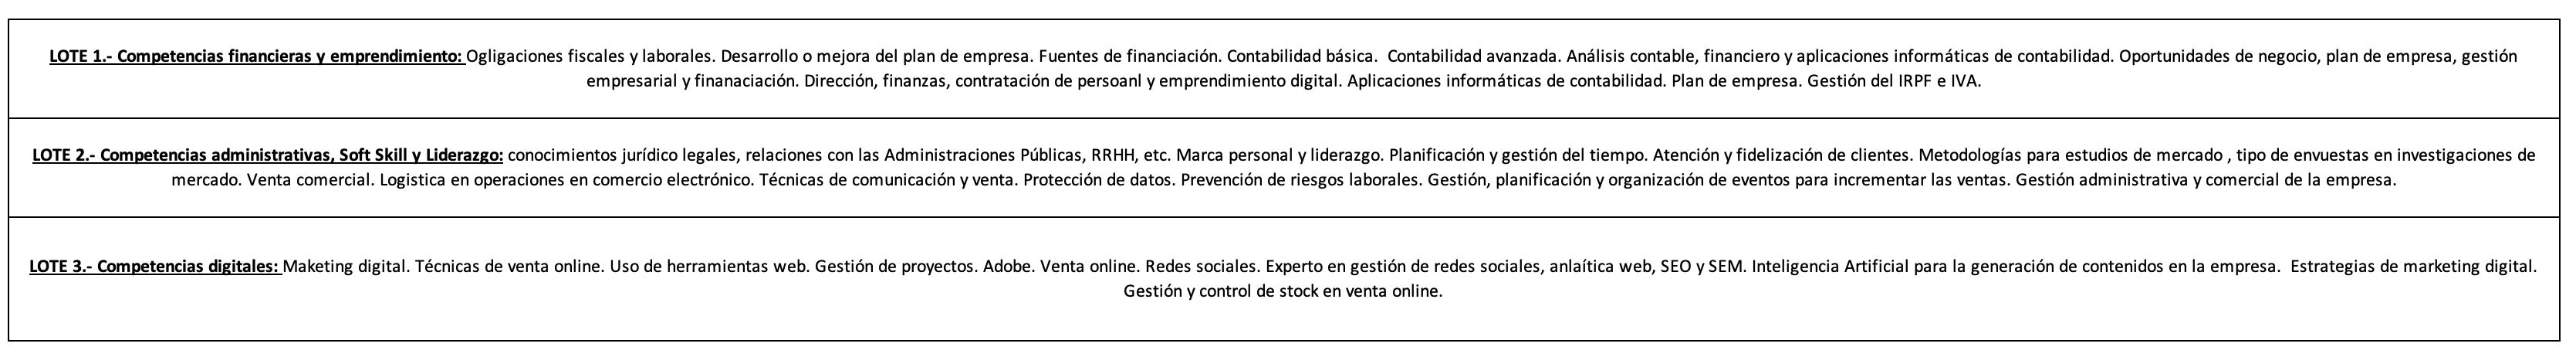 LOTE 1.- Competencias financieras y emprendimiento: Ogligaciones fiscales y laborales. Desarrollo o mejora del plan de empresa. Fuentes de financiación. Contabilidad básica.  Contabilidad avanzada. Análisis contable, financiero y aplicaciones informáticas de contabilidad. Oportunidades de negocio, plan de empresa, gestión
empresarial y finanaciación. Dirección, finanzas, contratación de persoanl y emprendimiento digital. Aplicaciones informáticas de contabilidad. Plan de empresa. Gestión del IRPF e IVA.
LOTE 2.- Competencias administrativas, Soft Skill y Liderazgo: conocimientos jurídico legales, relaciones con las Administraciones Públicas, RRHH, etc. Marca personal y liderazgo. Planificación y gestión del tiempo. Atención y fidelización de clientes. Metodologías para estudios de mercado , tipo de envuestas en investigaciones de
mercado. Venta comercial. Logistica en operaciones en comercio electrónico. Técnicas de comunicación y venta. Protección de datos. Prevención de riesgos laborales. Gestión, planificación y organización de eventos para incrementar las ventas. Gestión administrativa y comercial de la empresa.
LOTE 3.- Competencias digitales: Maketing digital. Técnicas de venta online. Uso de herramientas web. Gestión de proyectos. Adobe. Venta online. Redes sociales. Experto en gestión de redes sociales, anlaítica web, SEO y SEM. Inteligencia Artificial para la generación de contenidos en la empresa.  Estrategias de marketing digital.
Gestión y control de stock en venta online.